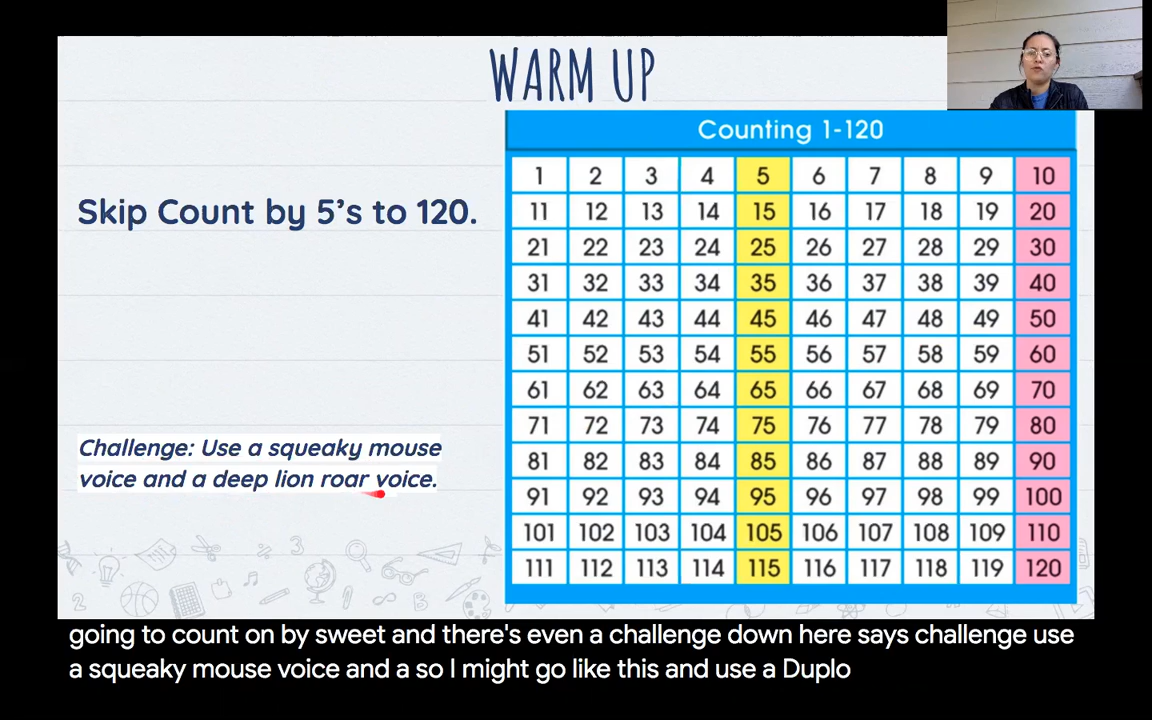 WARM UP
Skip Count by 5's to 120.
Challenge: Use a squeaky mouse
voice and a deep lion roar voice.
Counting 1-120
1 2 3 4 5 6 7 8 9 10
11 12 13 14 15 16 17 18 19 20
21 22 23 24 25 26 27 28 29 30
31 32 33 34 35 36 37 38 39 40
41 42 43 44 45 46 47 48 49 50
51 52 53 54 55 56 57 58 59 60
61 62 63 64 65 66 67 68 69 70
71 72 73 74 75 76 77 78 79 80
81 82 83 84 85 86 87 88 89 90
91 92 93 94 95 96 97 98 99 100
101 102 103 104 105 106 107 108 109 110
111 112 113 114 115 116 117 118 119 120
going to count on by sweet and there's even a challenge down here says challenge use
a squeaky mouse voice and a so I might go like this and use a Duplo